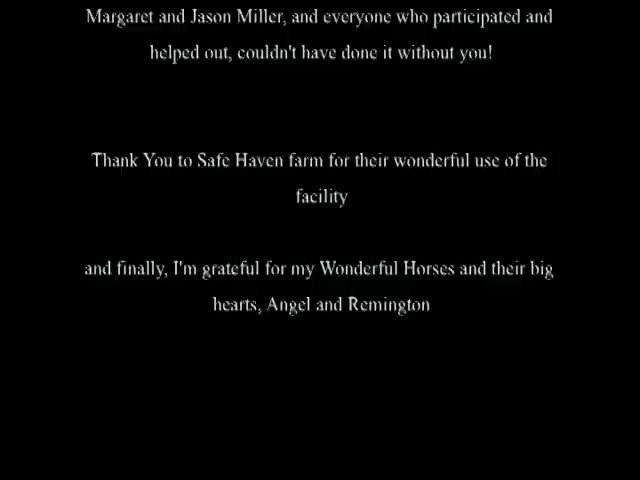 Margaret and Jason Miller, and everyone who participated and
helped out, couldn't have done it without you!
Thank You to Safe Haven farm for their wonderful use of the
facility
and finally, I'm grateful for my Wonderful Horses and their big
hearts, Angel and Remington